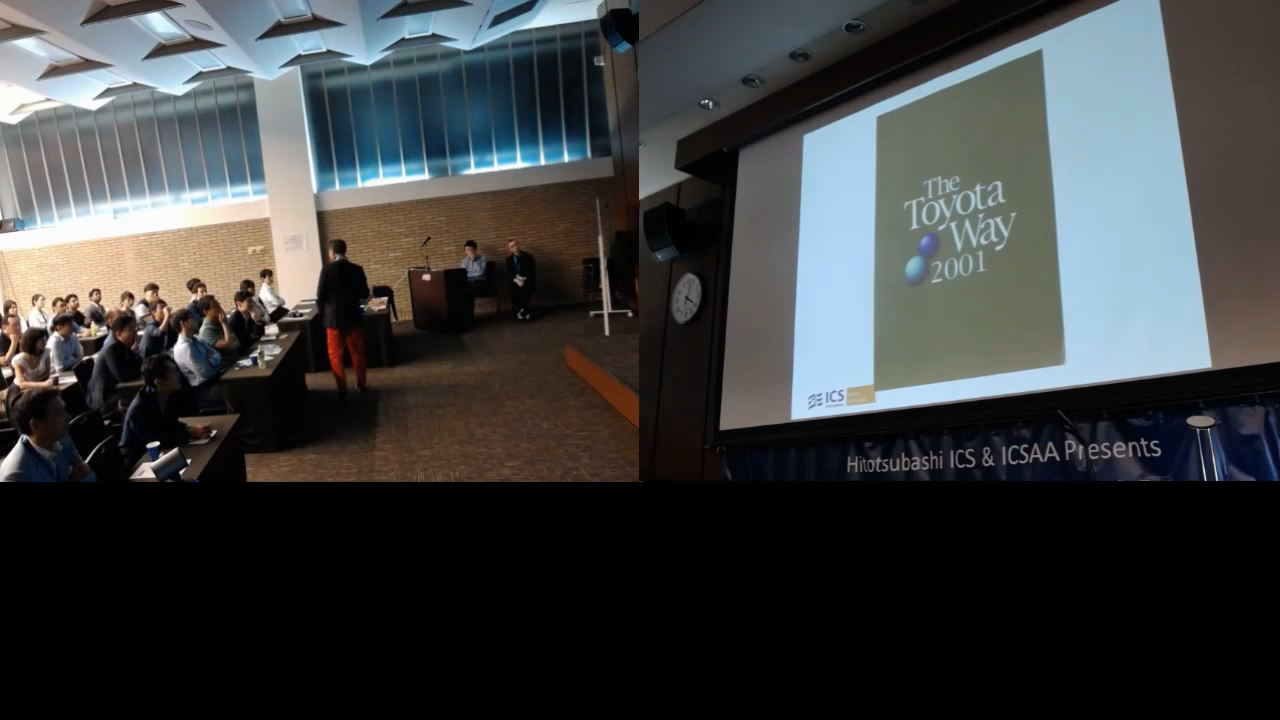 The
Toyota
Way
2001
ICS
Hitotsubashi ICS & ICSAA Presents